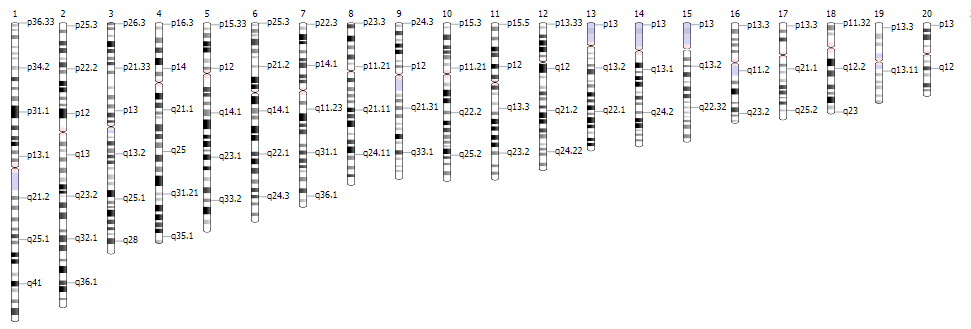 1 2 3 4 5 6 7 8 9 10 11 12 13 14 15 16 17 18 19 20
p36.33 p25.3 p26.3 p16.3 p15.33 p25.3 p22.3 p23.3 p24.3 p15.3 p15.5 p13.33 p13 p13 p13 p13.3 p13.3 p11.32 p13.3 p13
p34.2 p22.2 p21.33 p14 p12 p21.2 p14.1 p11.21 p12 p11.21 p12 q12 q13.2 q13.1 q13.2 q11.2 q21.1 q12.2 q13.11 q12
p31.1 p12 p13 q21.1 q14.1 q14.1 q11.23 q21.11 q21.31 q22.2 q13.3 q21.2 q22.1 q24.2 q22.32 q23.2 q25.2 q23
p13.1 q13 q13.2 q25 q23.1 q22.1 q31.1 q24.11 q33.1 q25.2 q23.2 q24.22
q21.2 q23.2 q25.1 q31.21 q33.2 q24.3 q36.1
q25.1 q32.1 q28 q35.1
q41 q36.1